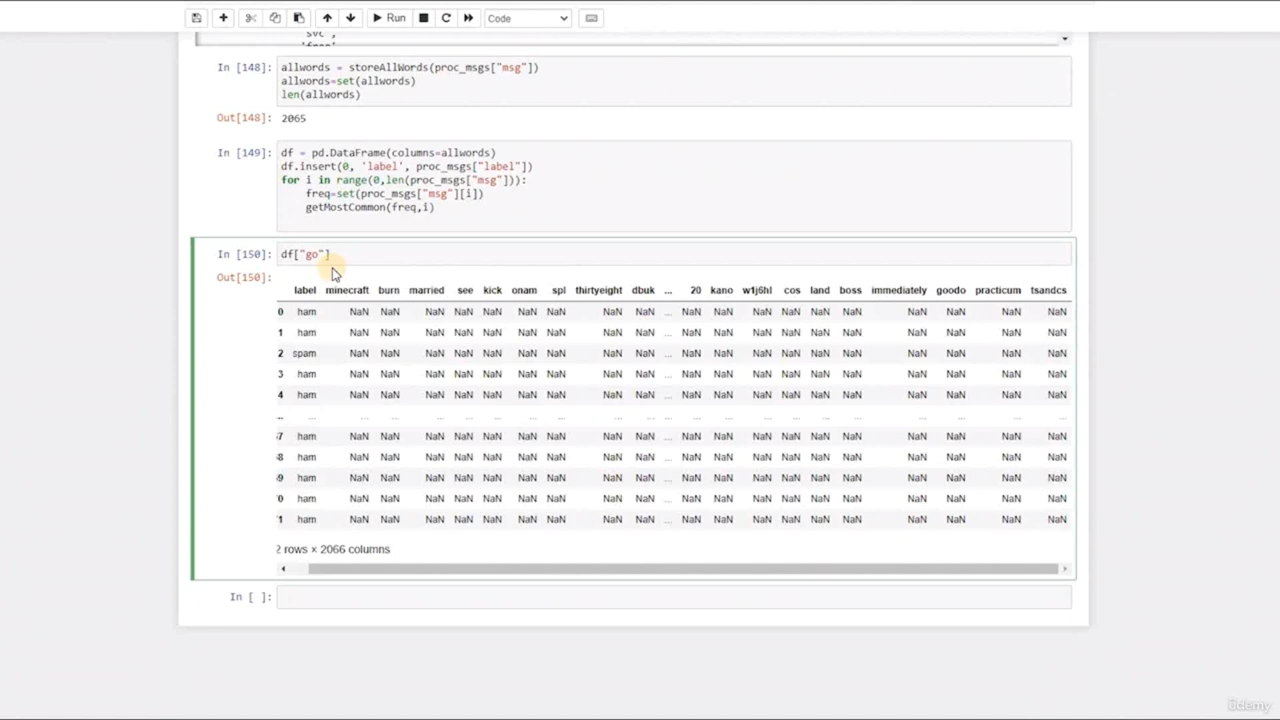 Run
Code
svc',
'freq'
In [148]:
allwords = storeAllWords(proc_msgs["msg"])
allwords=set(allwords)
len(allwords)
Out[148]: 2065
In [149]:
df = pd.DataFrame(columns=allwords)
df.insert(0, 'label', proc_msgs["label"])
for i in range(0,len(proc_msgs["msg"])):
freq=set(proc_msgs["msg"][i])
getMostCommon(freq,i)
In [150]: df["go"]
Out[150]:
label minecraft burn married see kick onam spl thirtyeight dbuk ... 20 kano w1j6hl cos land boss immediately goodo practicum tsandcs
0 ham NaN NaN NaN NaN NaN NaN NaN NaN NaN ... NaN NaN NaN NaN NaN NaN NaN NaN NaN NaN
1 ham NaN NaN NaN NaN NaN NaN NaN NaN NaN ... NaN NaN NaN NaN NaN NaN NaN NaN NaN NaN
2 spam NaN NaN NaN NaN NaN NaN NaN NaN NaN ... NaN NaN NaN NaN NaN NaN NaN NaN NaN NaN
3 ham NaN NaN NaN NaN NaN NaN NaN NaN NaN ... NaN NaN NaN NaN NaN NaN NaN NaN NaN NaN
4 ham NaN NaN NaN NaN NaN NaN NaN NaN NaN ... NaN NaN NaN NaN NaN NaN NaN NaN NaN NaN
.. ... ... ... ... ... ... ... ... ... ... ... ... ... ... ... ... ... ... ... ... ...
7 ham NaN NaN NaN NaN NaN NaN NaN NaN NaN ... NaN NaN NaN NaN NaN NaN NaN NaN NaN NaN
8 ham NaN NaN NaN NaN NaN NaN NaN NaN NaN ... NaN NaN NaN NaN NaN NaN NaN NaN NaN NaN
9 ham NaN NaN NaN NaN NaN NaN NaN NaN NaN ... NaN NaN NaN NaN NaN NaN NaN NaN NaN NaN
0 ham NaN NaN NaN NaN NaN NaN NaN NaN NaN ... NaN NaN NaN NaN NaN NaN NaN NaN NaN NaN
1 ham NaN NaN NaN NaN NaN NaN NaN NaN NaN ... NaN NaN NaN NaN NaN NaN NaN NaN NaN NaN
2 rows × 2066 columns
In [ ]:
ûdemy